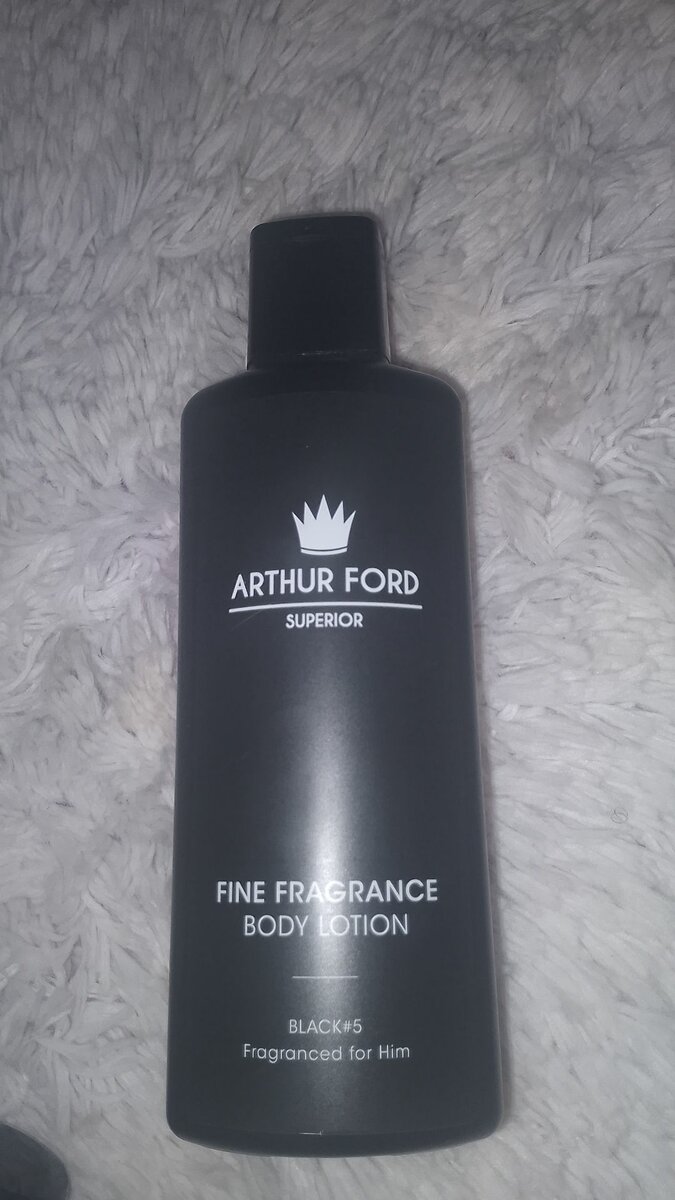 ARTHUR FORD
SUPERIOR
FINE FRAGRANCE
BODY LOTION
BLACK#5
Fragranced for Him